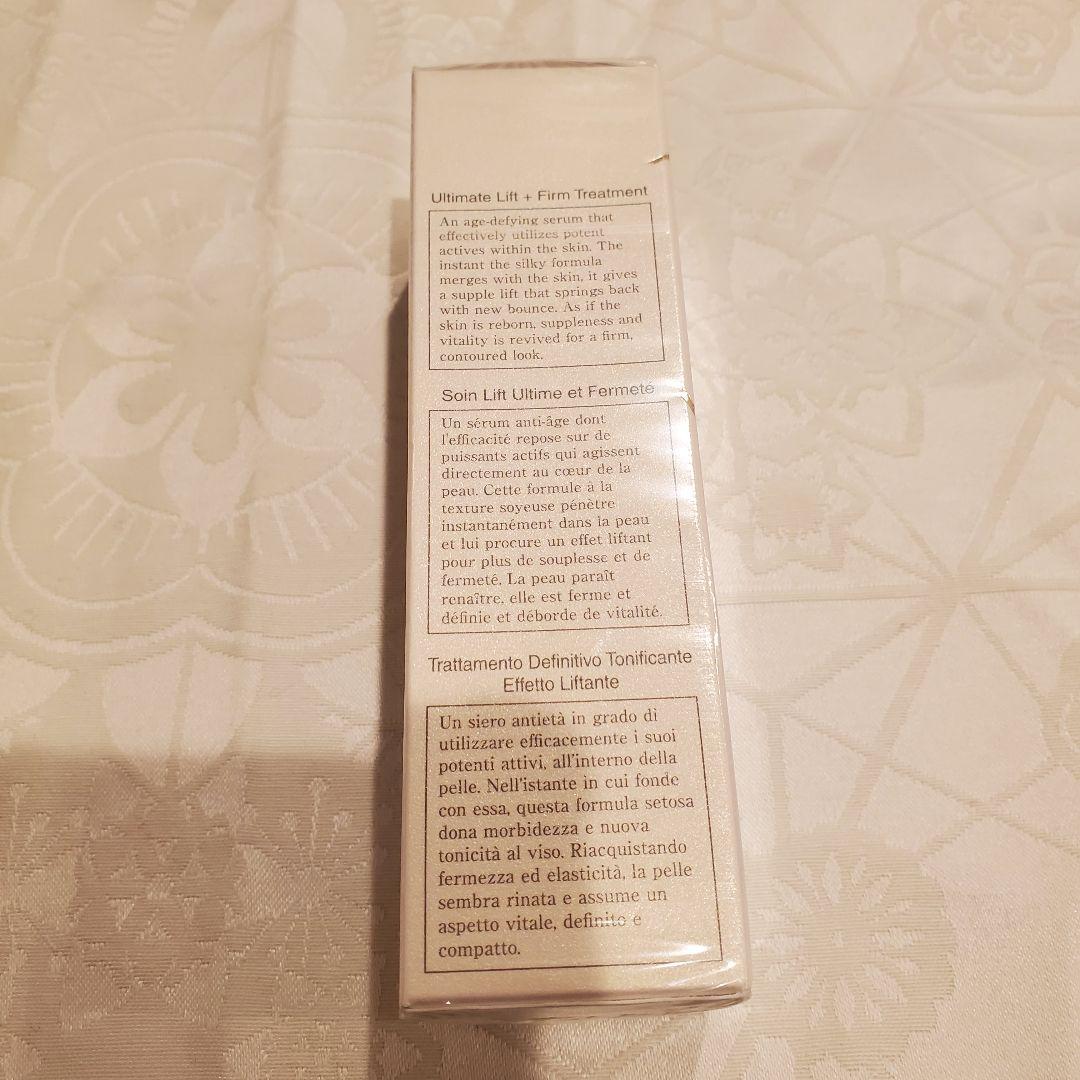 Ultimate Lift + Firm Treatment
An age-defying serum that
effectively utilizes potent
actives within the skin. The
instant the silky formula
merges with the skin, it gives
a supple lift that springs back
with new bounce. As if the
skin is reborn, suppleness and
vitality is revived for a firm,
contoured look.
Soin Lift Ultime et Fermeté
Un sérum anti-âge dont
l'efficacité repose sur de
puissants actifs qui agissent
directement au cœur de la
peau. Cette formule à la
texture soyeuse pénètre
instantanément dans la peau
et lui procure un effet liftant
pour plus de souplesse et de
fermeté. La peau paraît
renaître, elle est ferme et
définie et déborde de vitalité.
Trattamento Definitivo Tonificante
Effetto Liftante
Un siero antietà in grado di
utilizzare efficacemente i suoi
potenti attivi, all'interno della
pelle. Nell'istante in cui fonde
con essa, questa formula setosa
dona morbidezza e nuova
tonicità al viso. Riacquistando
fermezza ed elasticità, la pelle
sembra rinata e assume un
aspetto vitale, definito e
compatto.